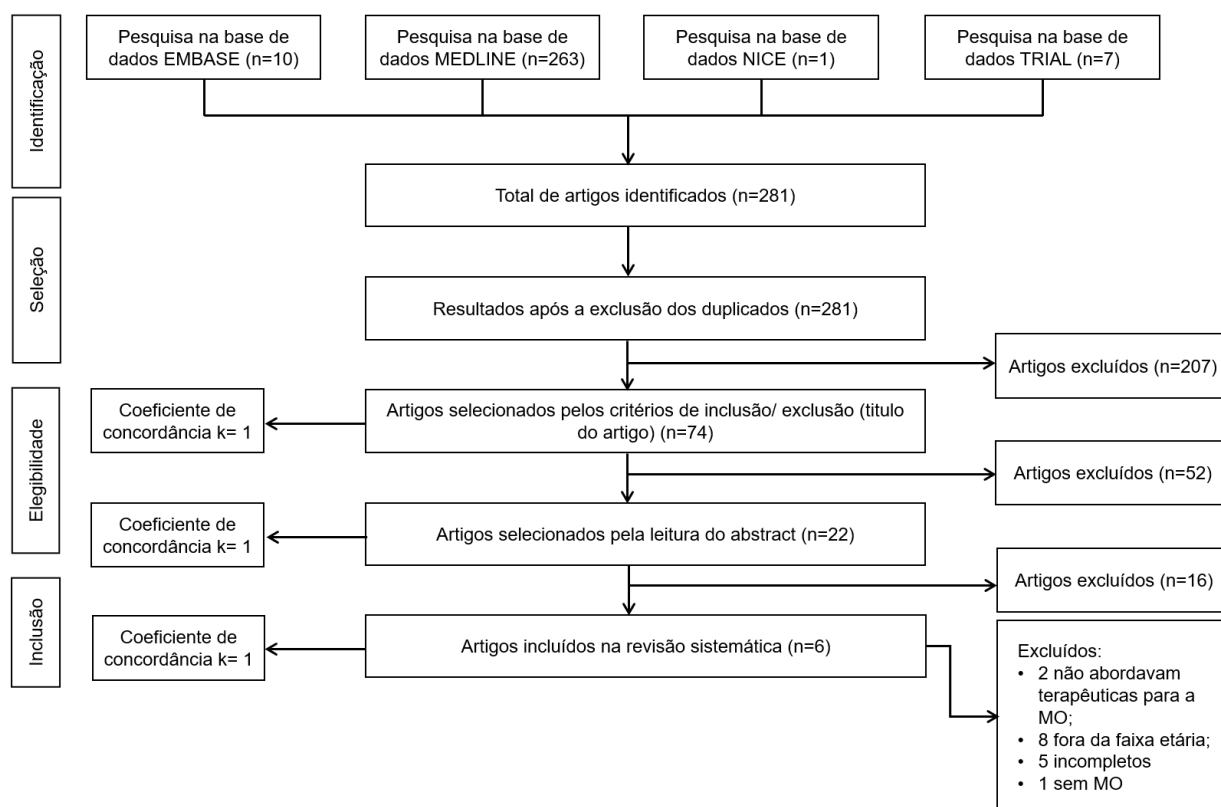 Identificação
Pesquisa na base de
dados EMBASE (n=10)
Pesquisa na base de
dados MEDLINE (n=263)
Pesquisa na base de
dados NICE (n=1)
Pesquisa na base de
dados TRIAL (n=7)
Total de artigos identificados (n=281)
Seleção
Resultados após a exclusão dos duplicados (n=281)
Artigos excluídos (n=207)
Elegibilidade
Coeficiente de
concordância k= 1
Artigos selecionados pelos critérios de inclusão/ exclusão (titulo
do artigo) (n=74)
Artigos excluídos (n=52)
Coeficiente de
concordância k= 1
Artigos selecionados pela leitura do abstract (n=22)
Artigos excluídos (n=16)
Inclusão
Coeficiente de
concordância k= 1
Artigos incluídos na revisão sistemática (n=6)
Excluídos:
• 2 não abordavam
terapêuticas para a
MO;
• 8 fora da faixa etária;
• 5 incompletos
• 1 sem MO